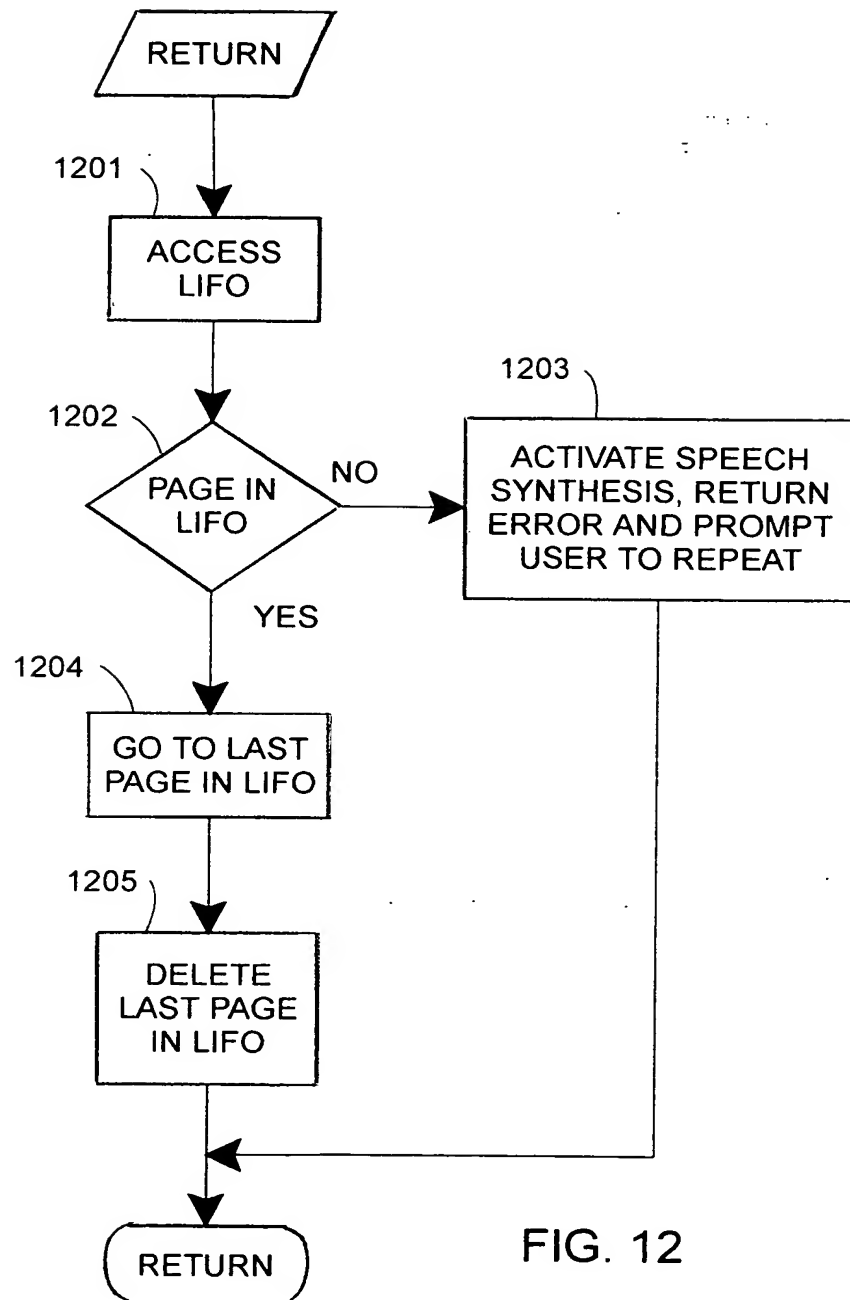 RETURN
1201
ACCESS
LIFO
1202
PAGE IN
LIFO
NO
YES
1203
ACTIVATE SPEECH
SYNTHESIS, RETURN
ERROR AND PROMPT
USER TO REPEAT
1204
GO TO LAST
PAGE IN LIFO
1205
DELETE
LAST PAGE
IN LIFO
RETURN
FIG. 12